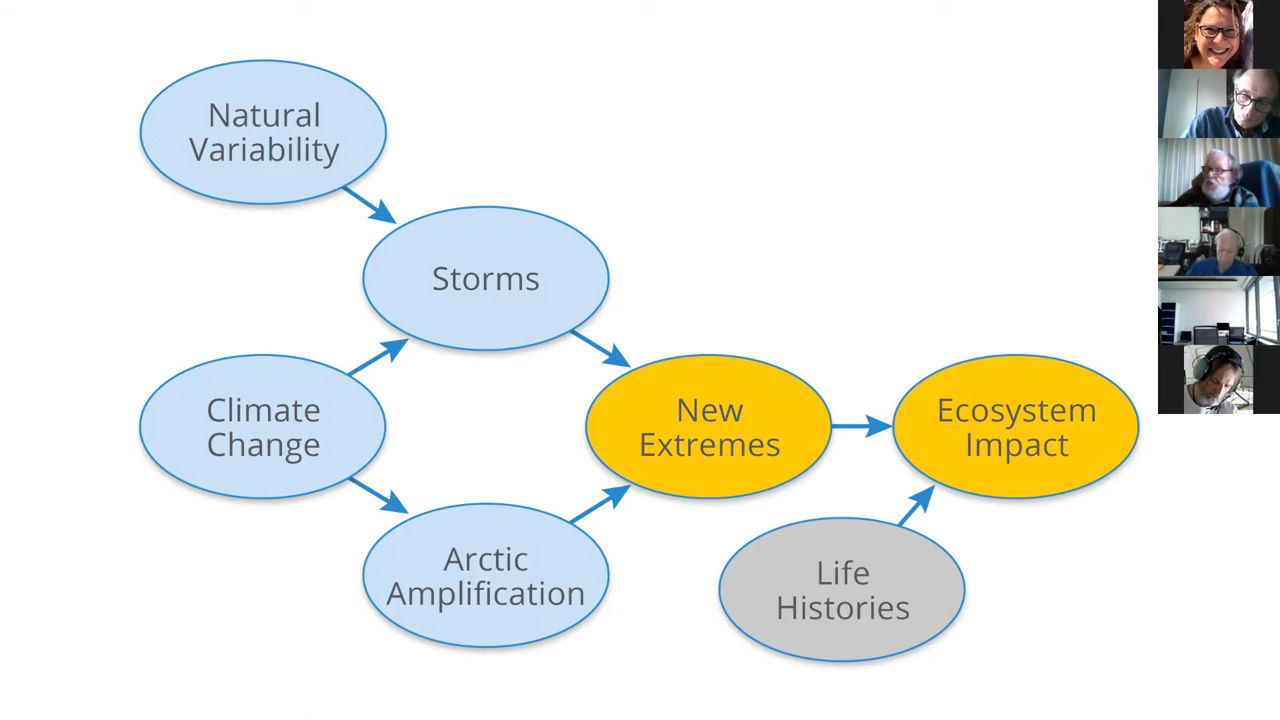 Natural
Variability
Storms
Climate
Change
New
Extremes
Ecosystem
Impact
Arctic
Amplification
Life
Histories